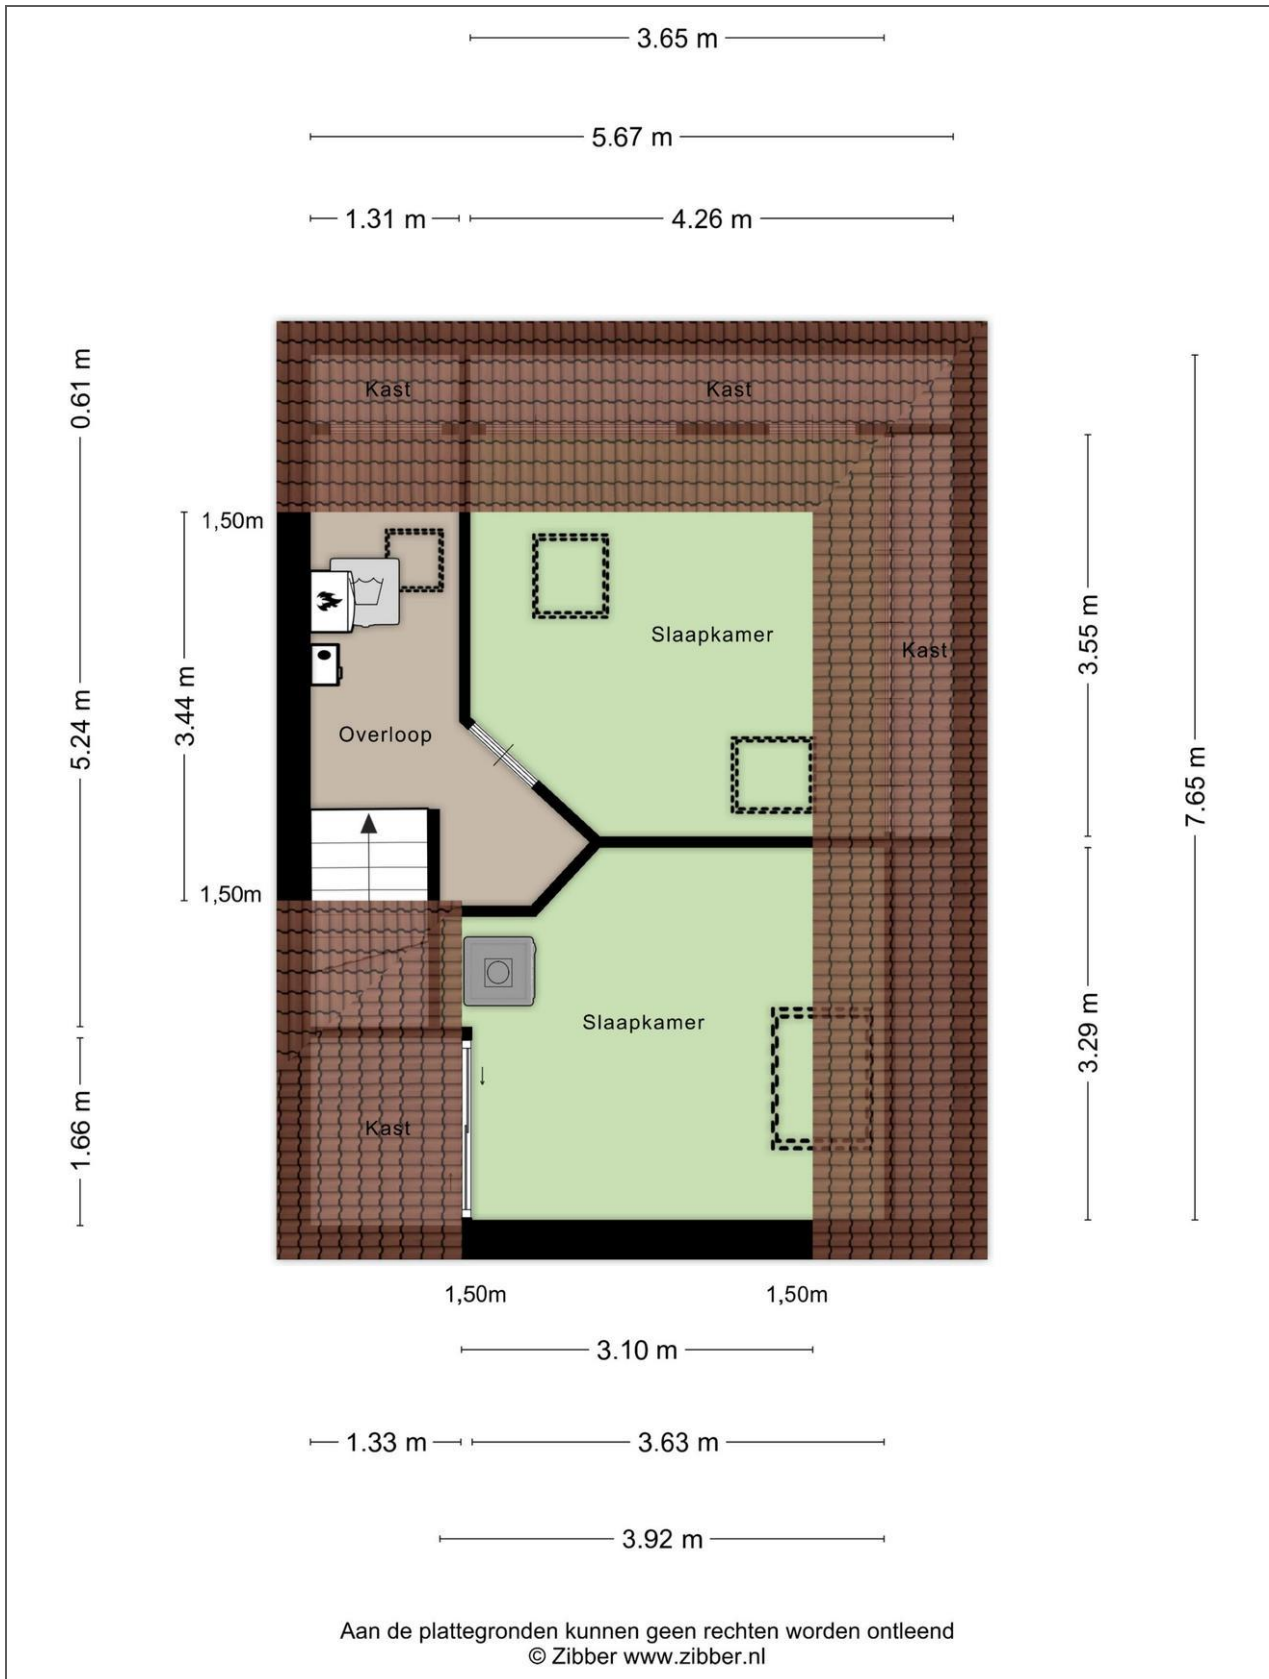 3.65 m
5.67 m
1.31 m
4.26 m
0.61 m
Kast
Kast
1,50m
3.55 m
Slaapkamer
Kast
3.44 m
5.24 m
Overloop
7.65 m
1,50m
Slaapkamer
3.29 m
1.66 m
Kast
1,50m
1,50m
3.10 m
1.33 m
3.63 m
3.92 m
Aan de plattegronden kunnen geen rechten worden ontleend
© Zibber www.zibber.nl